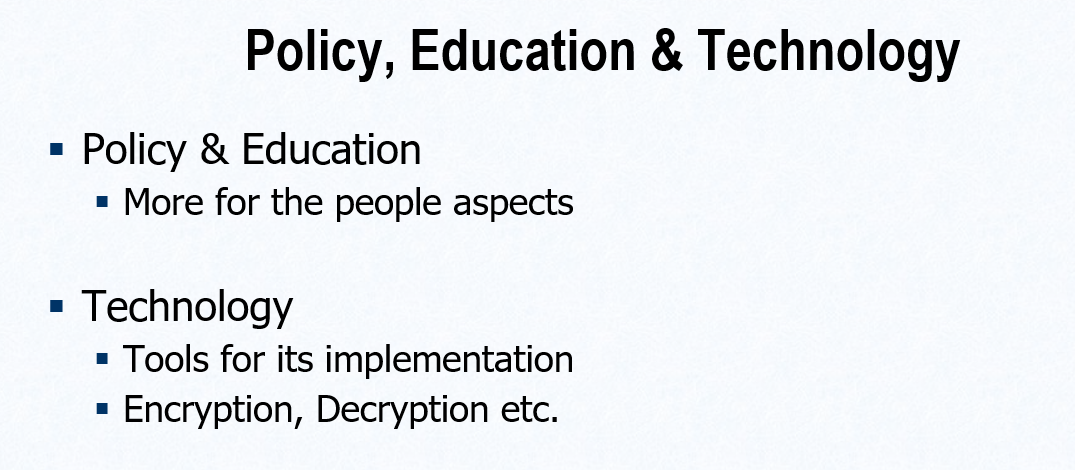 Policy, Education & Technology
▪ Policy & Education
▪ More for the people aspects
▪ Technology
▪ Tools for its implementation
▪ Encryption, Decryption etc.